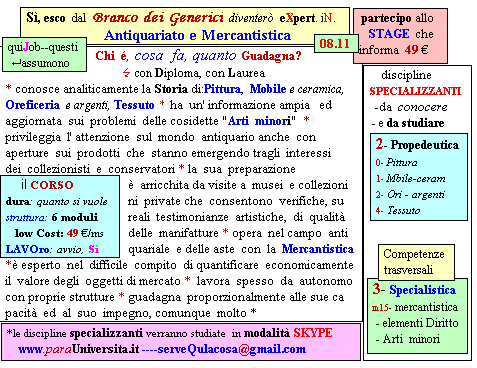 Sì, esco dal Branco dei Generici diventerò eXpert. iN.
Antiquariato e Mercantistica
08.11
quiJob--questi
↵assumono
partecipo allo
STAGE che
informa 49 €
Chi é, cosa fa, quanto Guadagna?
con Diploma, con Laurea
* conosce analiticamente la Storia di:Pittura, Mobile e ceramica,
Oreficeria e argenti, Tessuto * ha un' informazione ampia ed
aggiornata sui problemi delle cosidette "Arti minori" *
privileggia l' attenzione sul mondo antiquario anche con
aperture sui prodotti che stanno emergendo tragli interessi
dei collezionisti e conservatori * la sua preparazione
è arricchita da visite a musei e collezioni
ni private che consentono verifiche, su
reali testimonianze artistiche, di qualità
delle manifatture * opera nel campo anti
quariale e delle aste con la Mercantistica
*è esperto nel difficile compito di quantificare economicamente
il valore degli oggetti di mercato * lavora spesso da autonomo
con proprie strutture * guadagna proporzionalmente alle sue ca
pacità ed al suo impegno, comunque molto *
il CORSO
dura: quanto si vuole
struttura: 6 moduli
low Cost: 49 €/ms
LAVOro: avvio, Sì
*le discipline specializzanti verranno studiate in modalità SKYPE
www.paraUniversita.it ----serveQulacosa@gmail.com
discipline
SPECIALIZZANTI
-da conoscere
- e da studiare
2- Propedeutica
0- Pittura
1- Mbile-ceram
2- Ori - argenti
4- Tessuto
Competenze
trasversali
3- Specialistica
m15- mercantistica
- elementi Diritto
- Arti minori